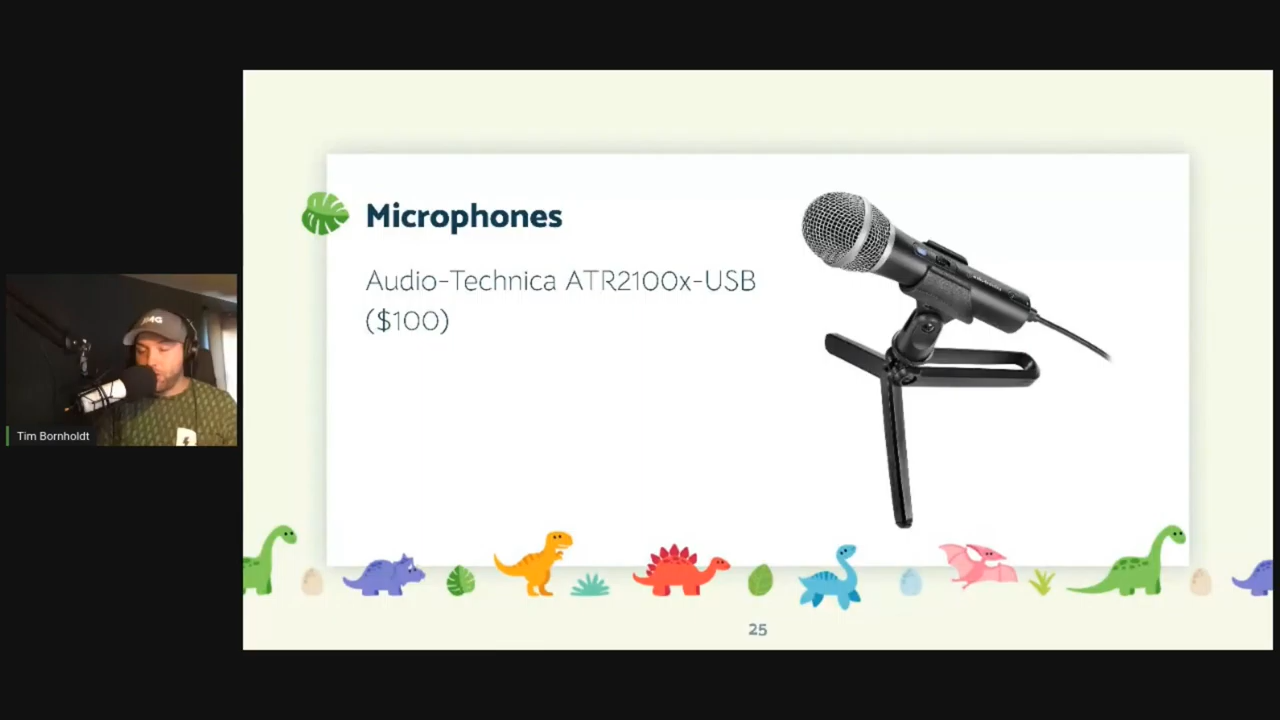 Microphones
Audio-Technica ATR2100x-USB
($100)
Tim Bornholdt
25